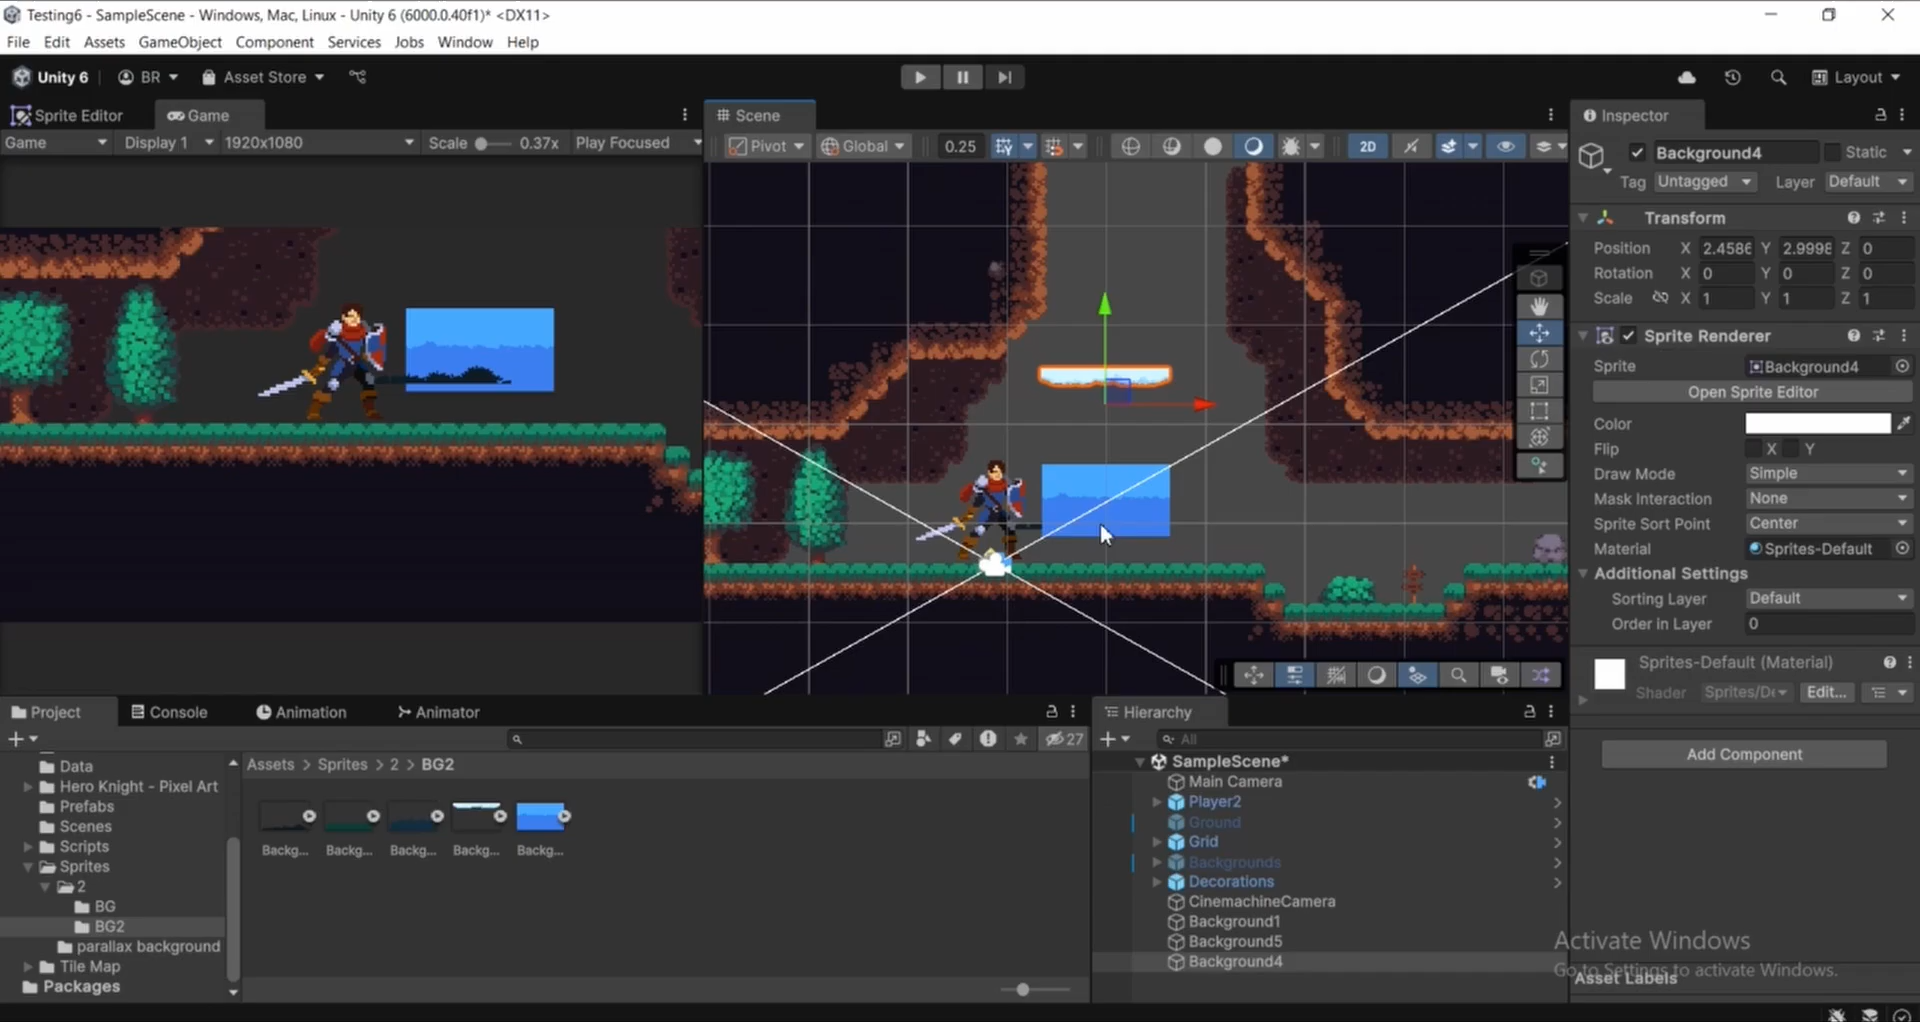 Testing6 - SampleScene - Windows, Mac, Linux - Unity 6 (6000.0.40f1)* <DX11>
File Edit Assets GameObject Component Services Jobs Window Help
Unity 6 BR Asset Store Layout
Sprite Editor Game
Game Display 1 1920x1080 Scale 0.37x Play Focused
Scene
Pivot Global 0.25 2D
Inspector
Background4 Static
Tag Untagged Layer Default
Transform
Position X 2.4586 Y 2.9998 Z 0
Rotation X 0 Y 0 Z 0
Scale X 1 Y 1 Z 1
Sprite Renderer
Sprite Background4
Open Sprite Editor
Color
Flip X Y
Draw Mode Simple
Mask Interaction None
Sprite Sort Point Center
Material Sprites-Default
Additional Settings
Sorting Layer Default
Order in Layer 0
Sprites-Default (Material)
Shader Sprites/De Edit...
Add Component
Activate Windows
Go to Settings to activate Windows.
Asset Labels
Project Console Animation Animator
27
Data
Hero Knight - Pixel Art
Prefabs
Scenes
Scripts
Sprites
2
BG
BG2
parallax background
Tile Map
Packages
Assets > Sprites > 2 > BG2
Backg... Backg... Backg... Backg... Backg...
Hierarchy
All
SampleScene*
Main Camera
Player2
Ground
Grid
Backgrounds
Decorations
CinemachineCamera
Background1
Background5
Background4